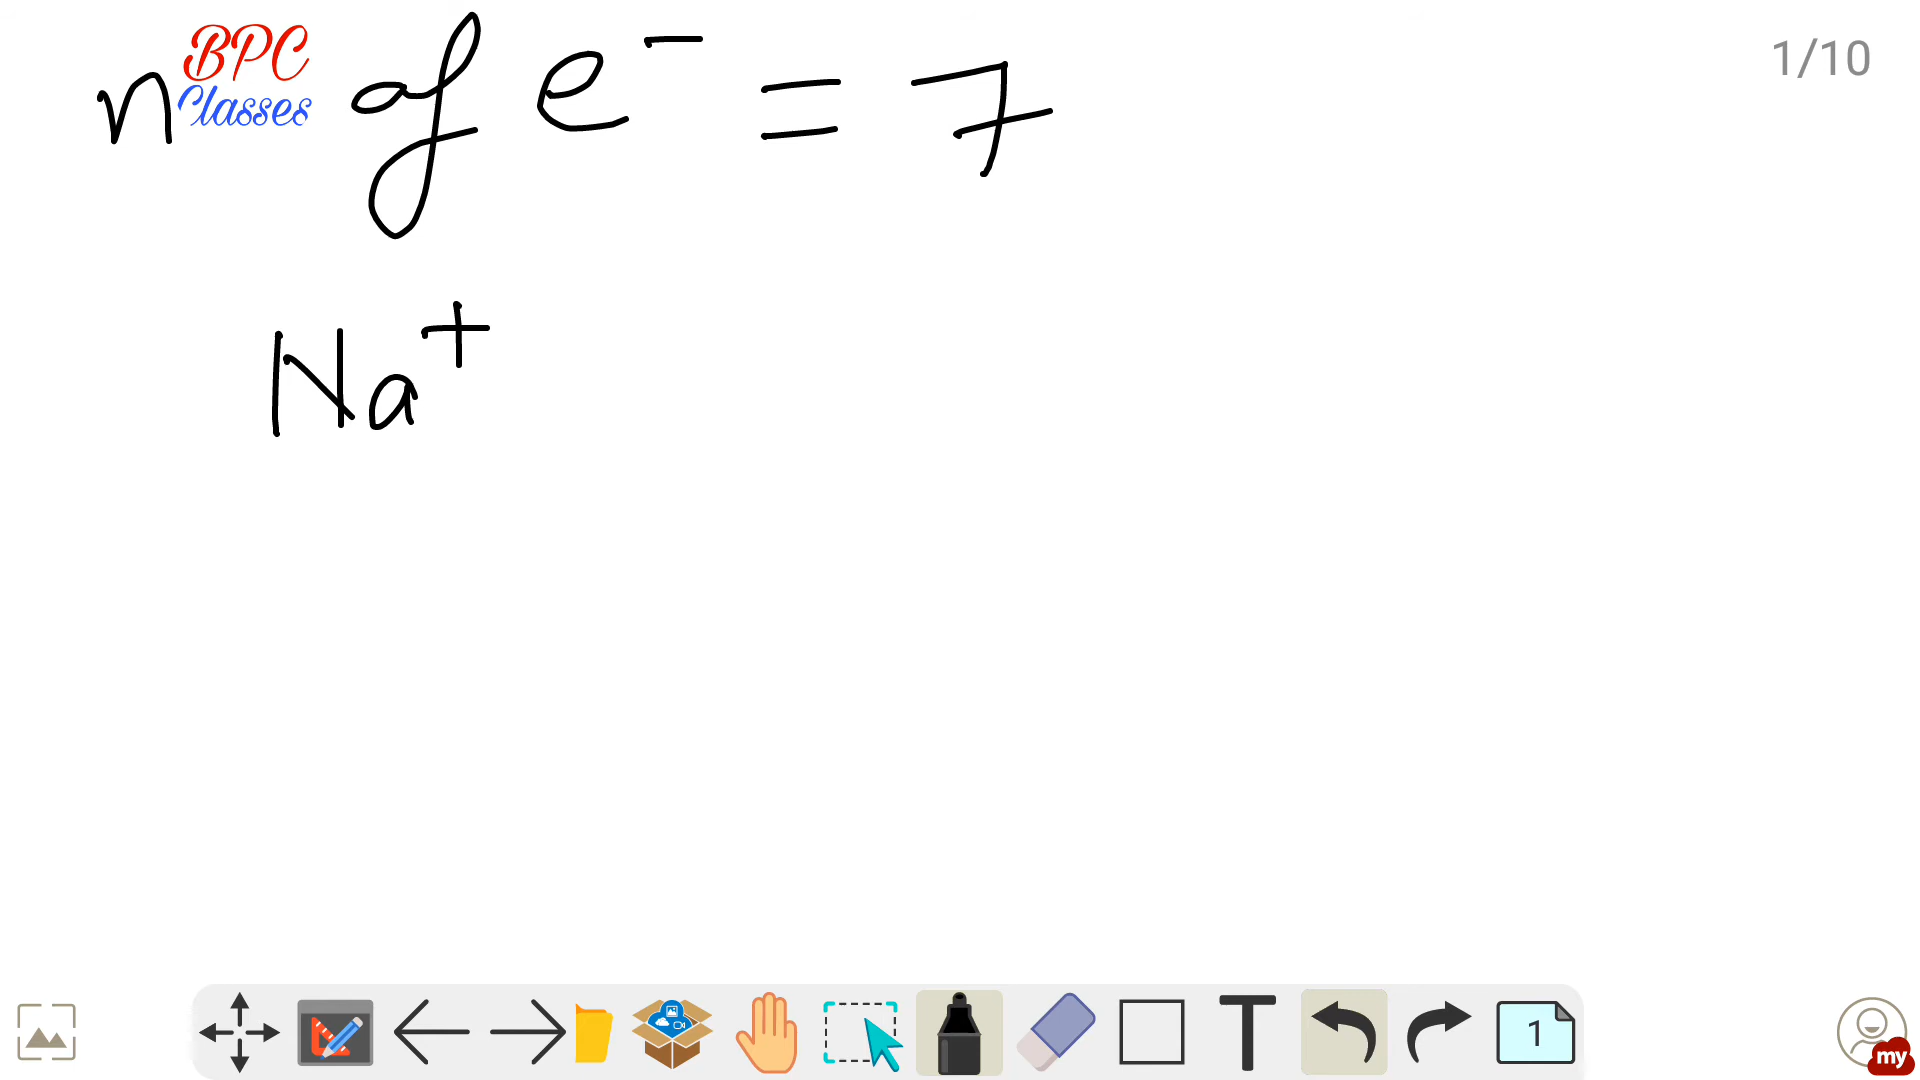 BPC
Classes
n of e⁻ = 7
1/10
Na⁺
1
my